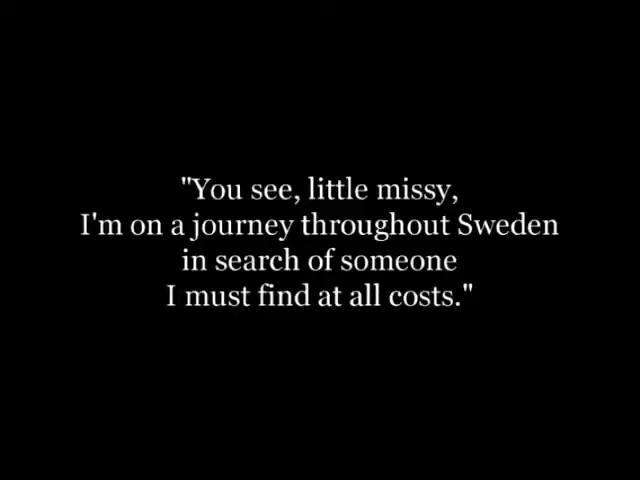 "You see, little missy,
I'm on a journey throughout Sweden
in search of someone
I must find at all costs."